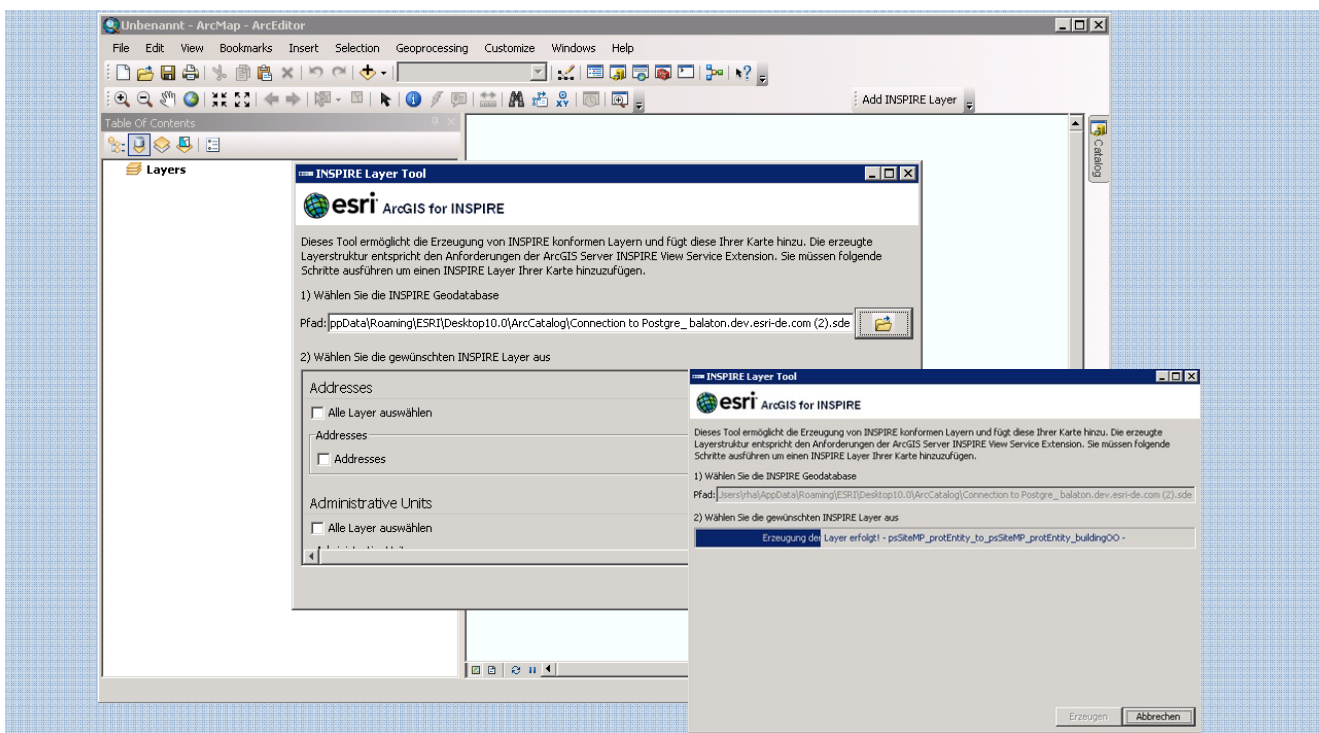 Unbenannt - ArcMap - ArcEditor
File Edit View Bookmarks Insert Selection Geoprocessing Customize Windows Help
Add INSPIRE Layer
Table Of Contents
Layers
Catalog
INSPIRE Layer Tool
esri ArcGIS for INSPIRE
Dieses Tool ermöglicht die Erzeugung von INSPIRE konformen Layern und fügt diese Ihrer Karte hinzu. Die erzeugte
Layerstruktur entspricht den Anforderungen der ArcGIS Server INSPIRE View Service Extension. Sie müssen folgende
Schritte ausführen um einen INSPIRE Layer Ihrer Karte hinzuzufügen.
1) Wählen Sie die INSPIRE Geodatabase
Pfad: ppData\Roaming\ESRI\Desktop10.0\ArcCatalog\Connection to Postgre_ balaton.dev.esri-de.com (2).sde
2) Wählen Sie die gewünschten INSPIRE Layer aus
Addresses
Alle Layer auswählen
Addresses
Addresses
Administrative Units
Alle Layer auswählen
INSPIRE Layer Tool
esri ArcGIS for INSPIRE
Dieses Tool ermöglicht die Erzeugung von INSPIRE konformen Layern und fügt diese Ihrer Karte hinzu. Die erzeugte
Layerstruktur entspricht den Anforderungen der ArcGIS Server INSPIRE View Service Extension. Sie müssen folgende
Schritte ausführen um einen INSPIRE Layer Ihrer Karte hinzuzufügen.
1) Wählen Sie die INSPIRE Geodatabase
Pfad: Users\rha\AppData\Roaming\ESRI\Desktop10.0\ArcCatalog\Connection to Postgre_ balaton.dev.esri-de.com (2).sde
2) Wählen Sie die gewünschten INSPIRE Layer aus
Erzeugung der Layer erfolgt! - psSiteMP_protEntity_to_psSiteMP_protEntity_buildingOO -
Erzeugen Abbrechen